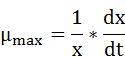 μmax = 1/x * dx/dt